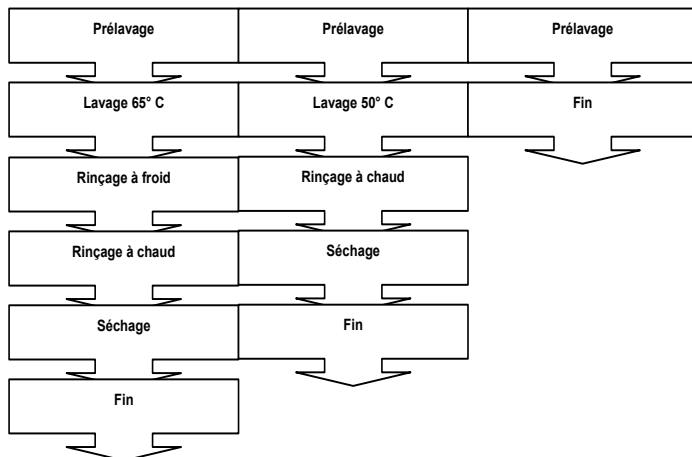 Prélavage
Prélavage
Prélavage
Lavage 65° C
Lavage 50° C
Fin
Rinçage à froid
Rinçage à chaud
Rinçage à chaud
Séchage
Séchage
Fin
Fin